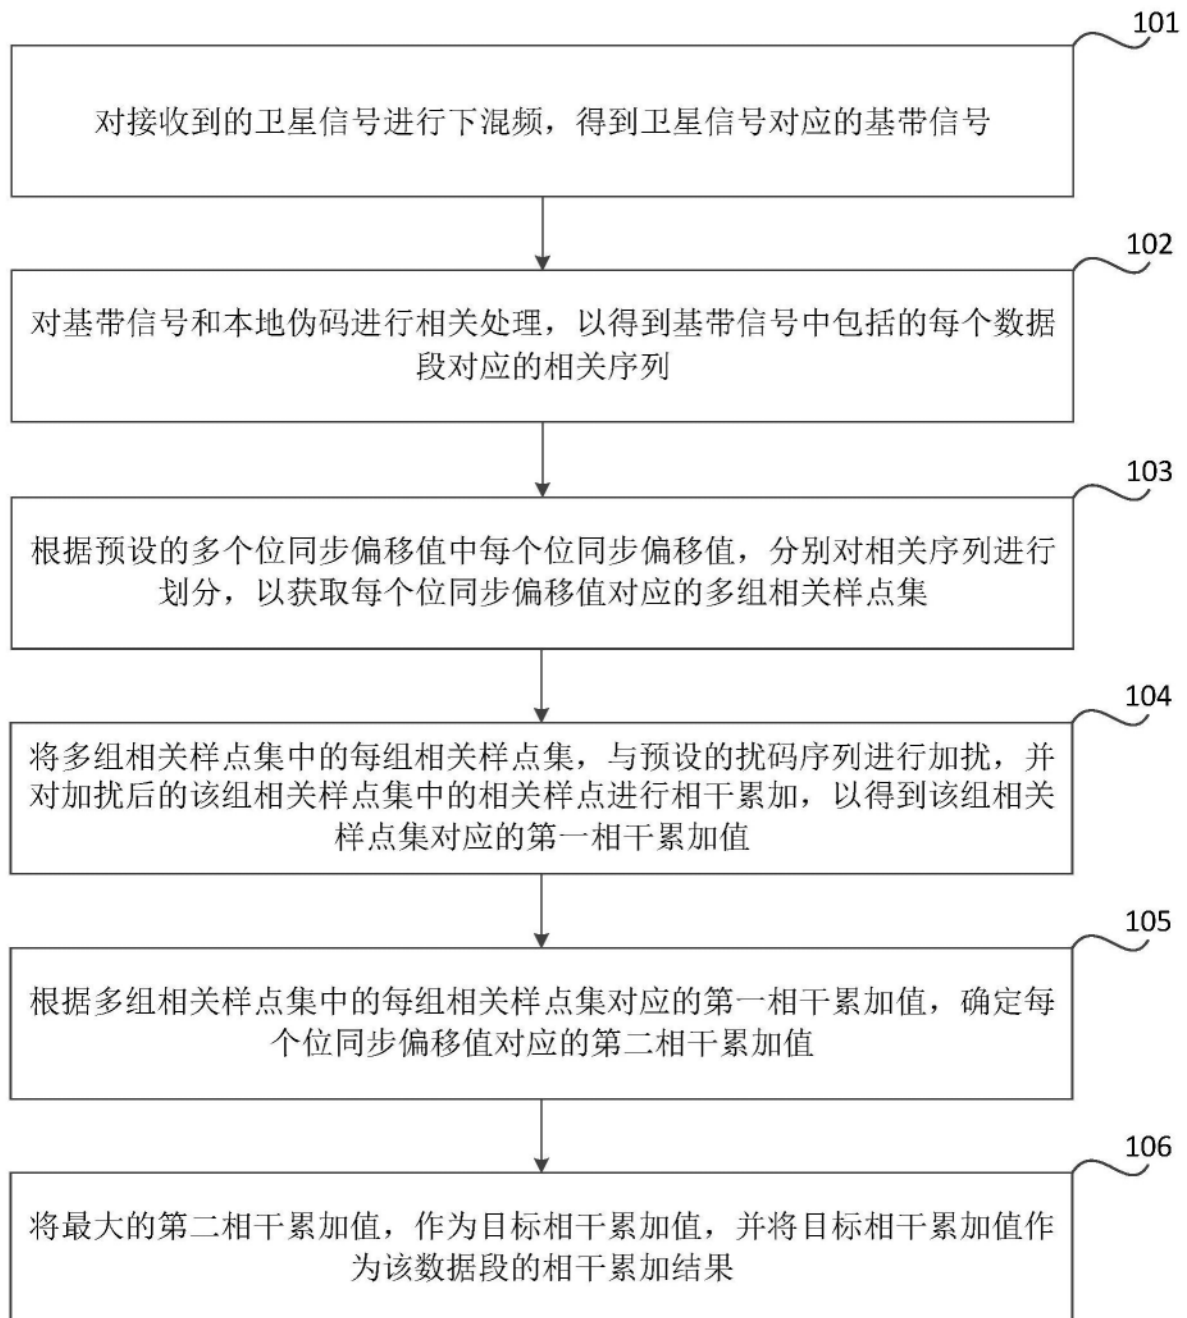 101
对接收到的卫星信号进行下混频，得到卫星信号对应的基带信号
102
对基带信号和本地伪码进行相关处理，以得到基带信号中包括的每个数据
段对应的相关序列
103
根据预设的多个位同步偏移值中每个位同步偏移值，分别对相关序列进行
划分，以获取每个位同步偏移值对应的多组相关样点集
104
将多组相关样点集中的每组相关样点集，与预设的扰码序列进行加扰，并
对加扰后的该组相关样点集中的相关样点进行相干累加，以得到该组相关
样点集对应的第一相干累加值
105
根据多组相关样点集中的每组相关样点集对应的第一相干累加值，确定每
个位同步偏移值对应的第二相干累加值
106
将最大的第二相干累加值，作为目标相干累加值，并将目标相干累加值作
为该数据段的相干累加结果